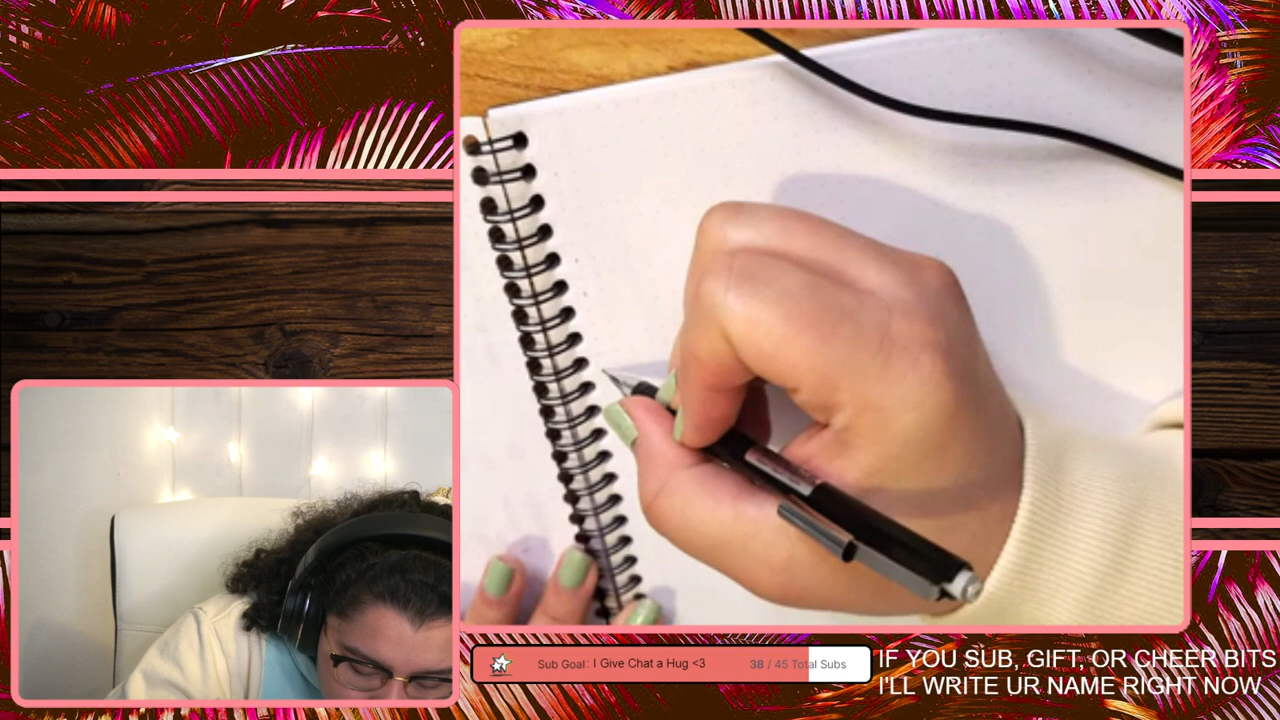 Sub Goal: I Give Chat a Hug <3 38 / 45 Total Subs
IF YOU SUB, GIFT, OR CHEER BITS
I'LL WRITE UR NAME RIGHT NOW